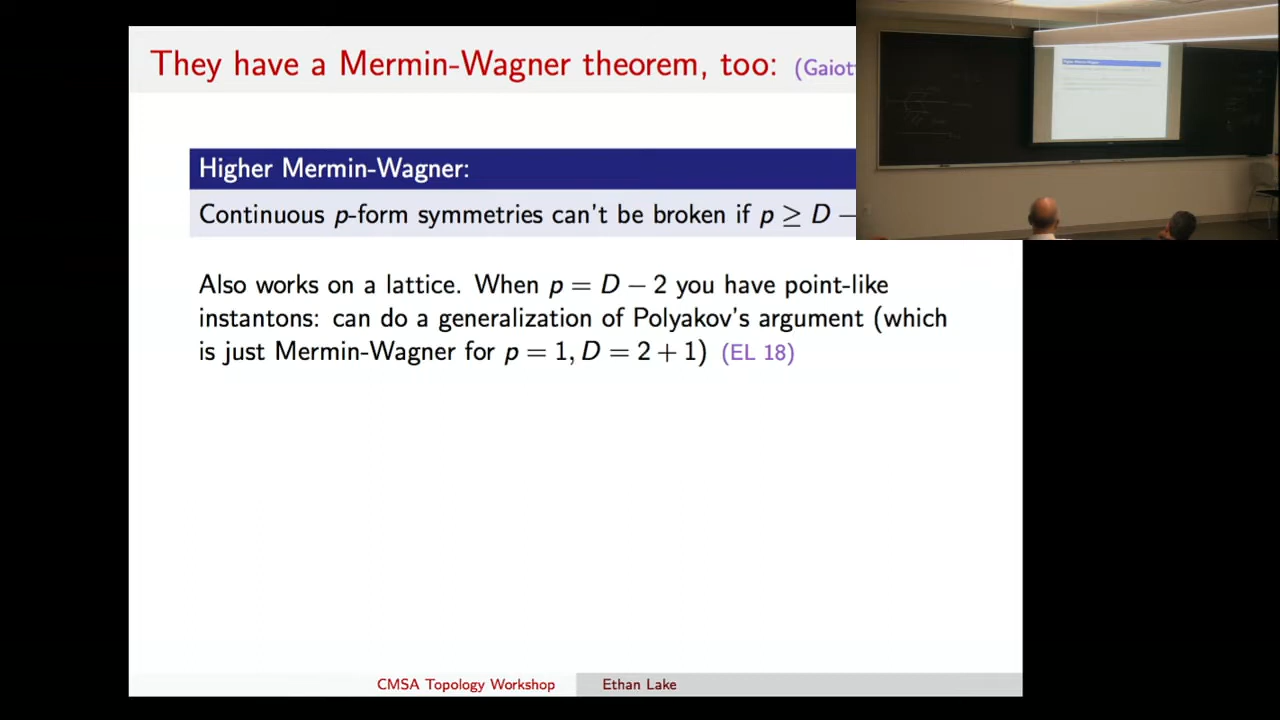 They have a Mermin-Wagner theorem, too: (Gaiot
Higher Mermin-Wagner:
Continuous p-form symmetries can't be broken if p ≥ D −
Also works on a lattice. When p = D − 2 you have point-like
instantons: can do a generalization of Polyakov's argument (which
is just Mermin-Wagner for p = 1, D = 2 + 1) (EL 18)
CMSA Topology Workshop Ethan Lake